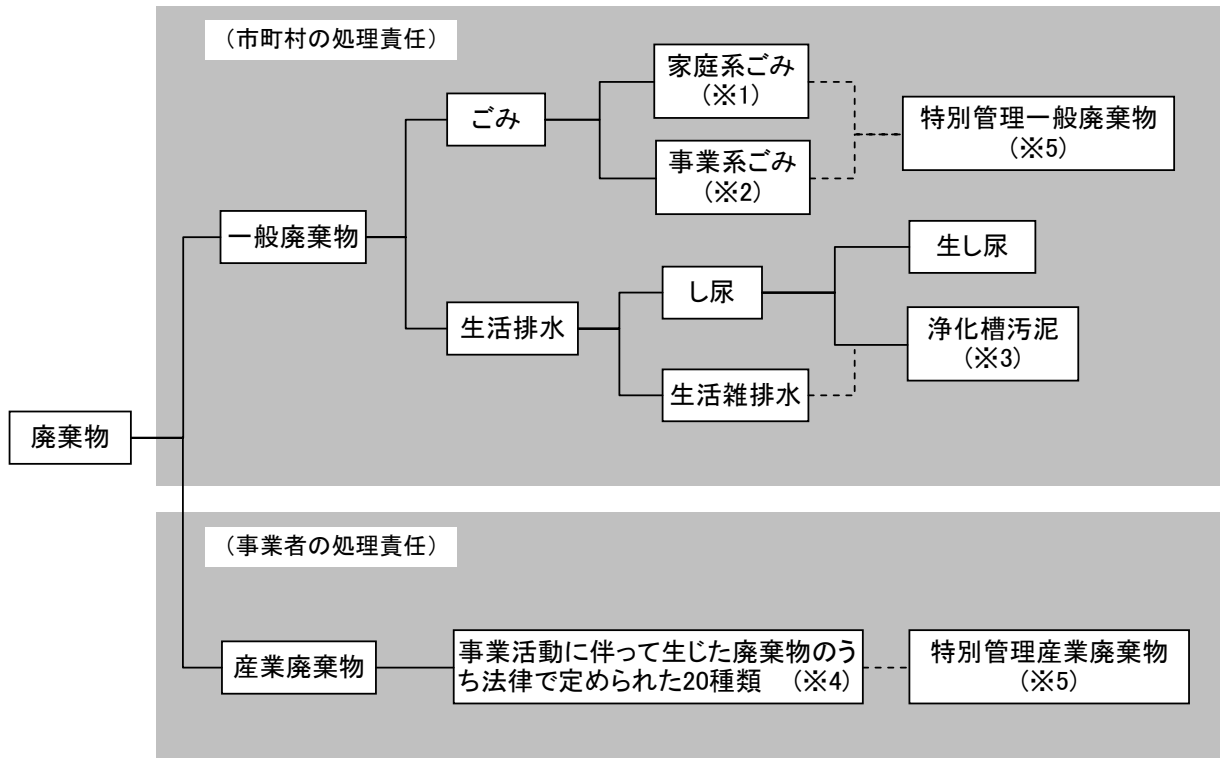 （市町村の処理責任）
家庭系ごみ
（※1）
ごみ
特別管理一般廃棄物
（※5）
事業系ごみ
（※2）
一般廃棄物
生し尿
し尿
生活排水
浄化槽汚泥
（※3）
生活雑排水
廃棄物
（事業者の処理責任）
産業廃棄物
事業活動に伴って生じた廃棄物のう
ち法律で定められた20種類　（※4）
特別管理産業廃棄物
（※5）